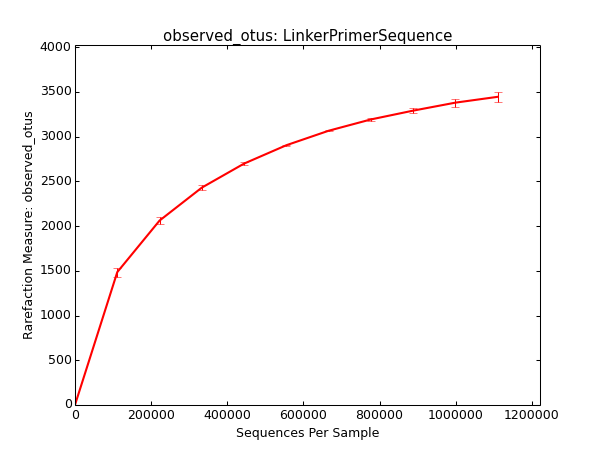 observed_otus: LinkerPrimerSequence
4000
3500
3000
2500
2000
1500
1000
500
0
Rarefaction Measure: observed_otus
0 200000 400000 600000 800000 1000000 1200000
Sequences Per Sample